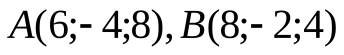 A(6;- 4;8), B(8;- 2;4)